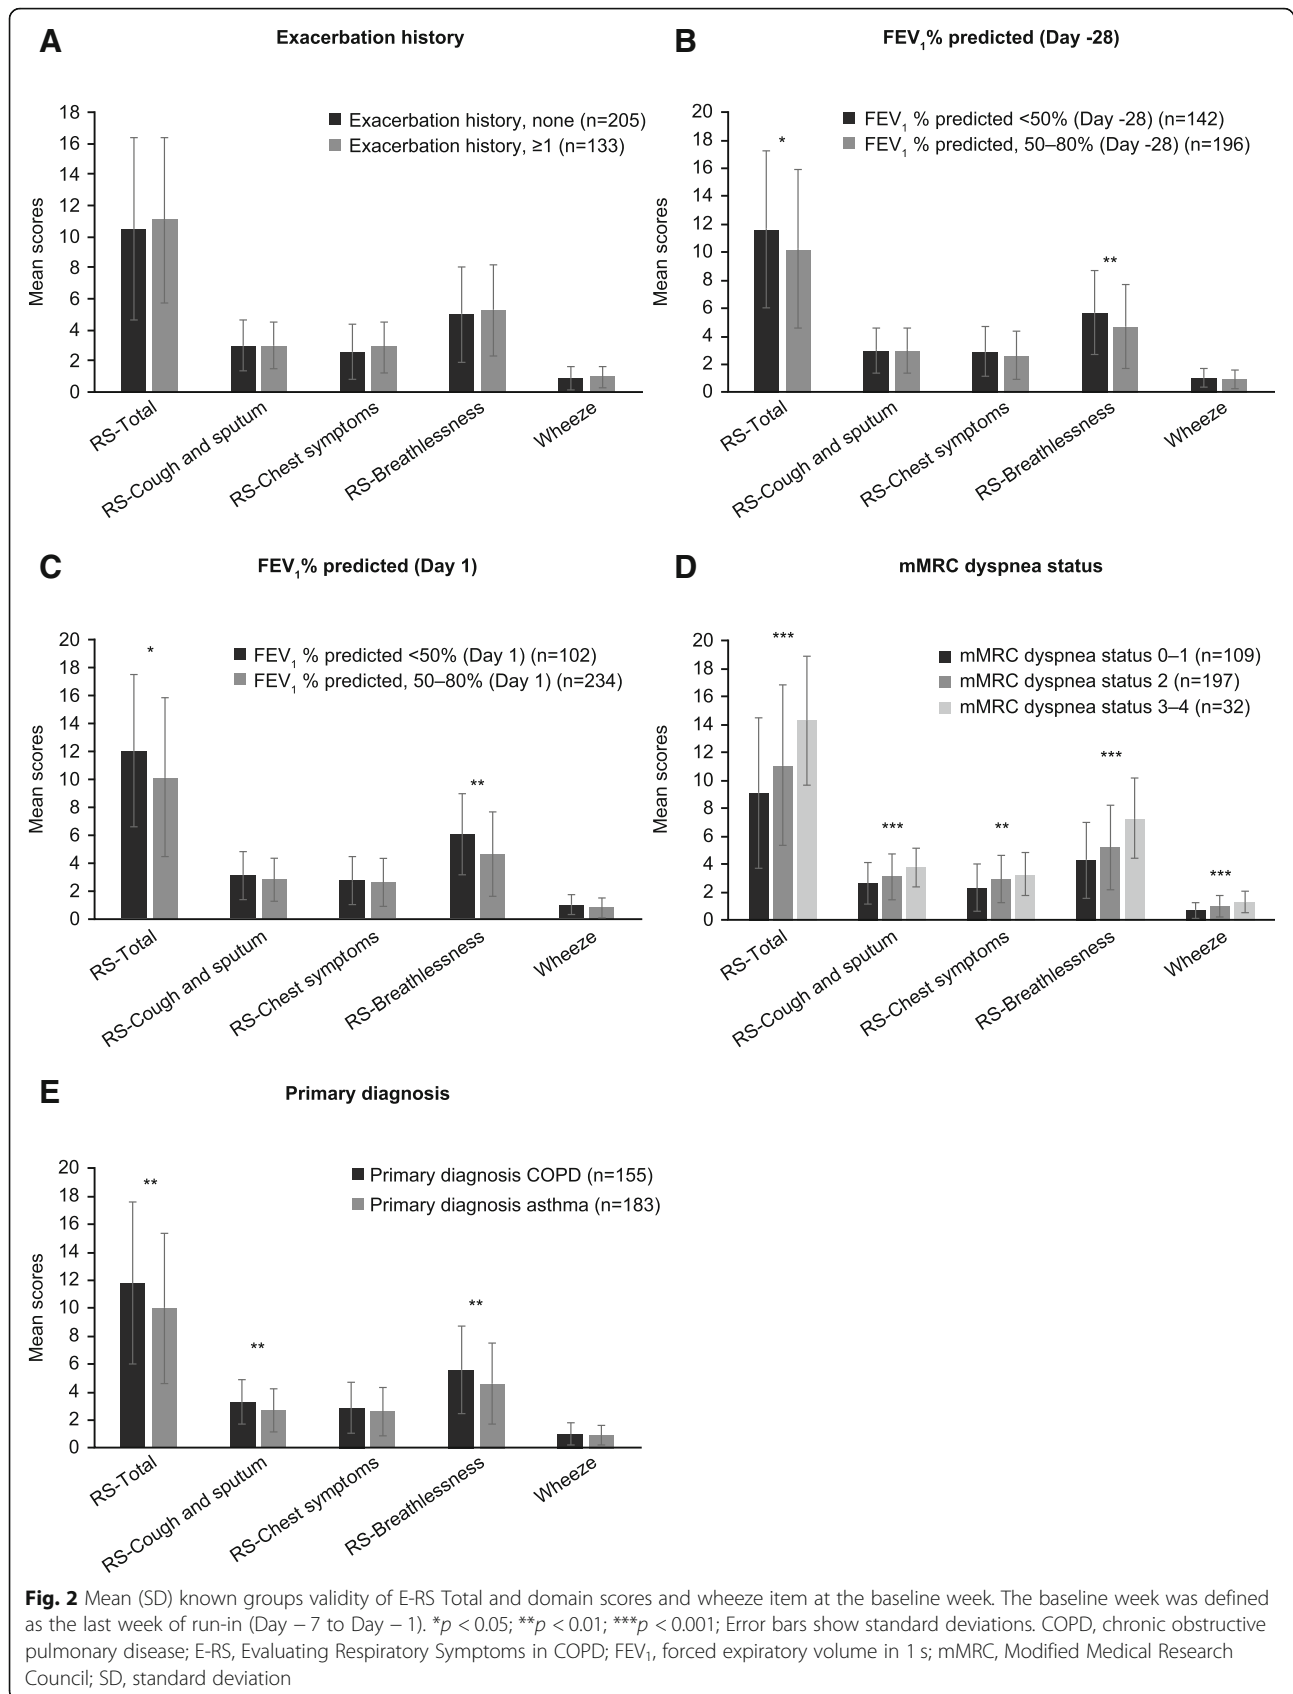 A
Exacerbation history
Mean scores
18
16
14
12
10
8
6
4
2
0
Exacerbation history, none (n=205)
Exacerbation history, ≥1 (n=133)
RS-Total
RS-Cough and sputum
RS-Chest symptoms
RS-Breathlessness
Wheeze
B
FEV₁% predicted (Day -28)
Mean scores
20
18
16
14
12
10
8
6
4
2
0
FEV₁ % predicted <50% (Day -28) (n=142)
FEV₁ % predicted, 50–80% (Day -28) (n=196)
*
**
RS-Total
RS-Cough and sputum
RS-Chest symptoms
RS-Breathlessness
Wheeze
C
FEV₁% predicted (Day 1)
Mean scores
20
18
16
14
12
10
8
6
4
2
0
FEV₁ % predicted <50% (Day 1) (n=102)
FEV₁ % predicted, 50–80% (Day 1) (n=234)
*
**
RS-Total
RS-Cough and sputum
RS-Chest symptoms
RS-Breathlessness
Wheeze
D
mMRC dyspnea status
Mean scores
20
18
16
14
12
10
8
6
4
2
0
mMRC dyspnea status 0–1 (n=109)
mMRC dyspnea status 2 (n=197)
mMRC dyspnea status 3–4 (n=32)
***
***
**
***
***
RS-Total
RS-Cough and sputum
RS-Chest symptoms
RS-Breathlessness
Wheeze
E
Primary diagnosis
Mean scores
20
18
16
14
12
10
8
6
4
2
0
Primary diagnosis COPD (n=155)
Primary diagnosis asthma (n=183)
**
**
**
RS-Total
RS-Cough and sputum
RS-Chest symptoms
RS-Breathlessness
Wheeze
Fig. 2 Mean (SD) known groups validity of E-RS Total and domain scores and wheeze item at the baseline week. The baseline week was defined
as the last week of run-in (Day − 7 to Day − 1). *p < 0.05; **p < 0.01; ***p < 0.001; Error bars show standard deviations. COPD, chronic obstructive
pulmonary disease; E-RS, Evaluating Respiratory Symptoms in COPD; FEV₁, forced expiratory volume in 1 s; mMRC, Modified Medical Research
Council; SD, standard deviation